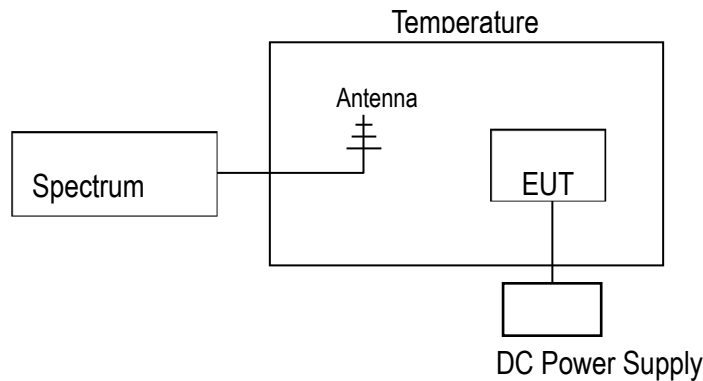 Temperature
Antenna
Spectrum
EUT
DC Power Supply